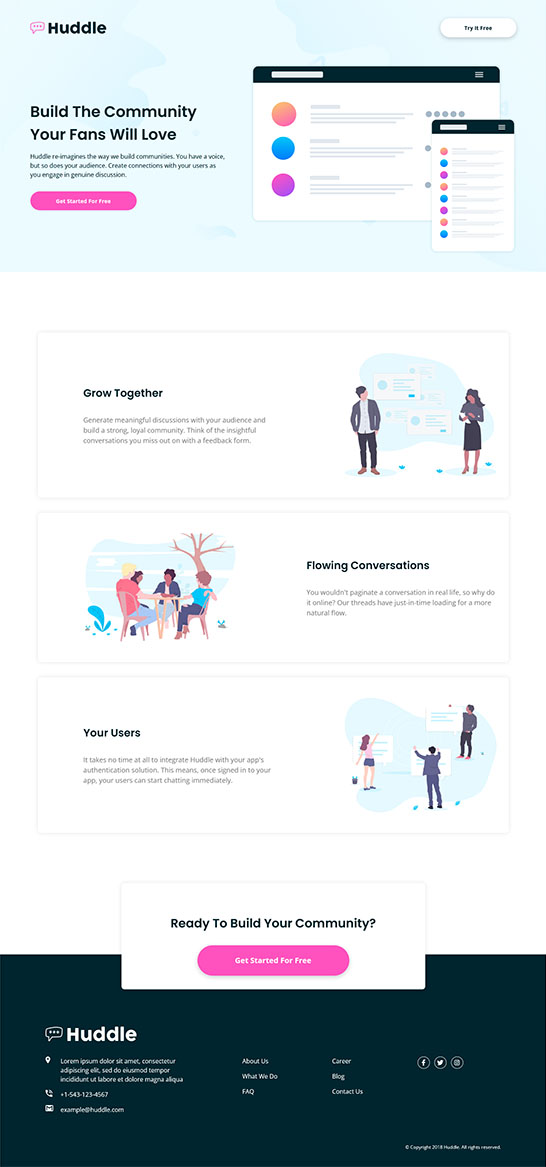 Huddle
Try It Free
Build The Community
Your Fans Will Love
Huddle re-imagines the way we build communities. You have a voice,
but so does your audience. Create connections with your users as
you engage in genuine discussion.
Get Started For Free
Grow Together
Generate meaningful discussions with your audience and
build a strong, loyal community. Think of the insightful
conversations you miss out on with a feedback form.
Flowing Conversations
You wouldn't paginate a conversation in real life, so why do
it online? Our threads have just-in-time loading for a more
natural flow.
Your Users
It takes no time at all to integrate Huddle with your app's
authentication solution. This means, once signed in to your
app, your users can start chatting immediately.
Ready To Build Your Community?
Get Started For Free
Huddle
Lorem ipsum dolor sit amet, consectetur
adipiscing elit, sed do eiusmod tempor
incididunt ut labore et dolore magna aliqua
+1-543-123-4567
example@huddle.com
About Us
What We Do
FAQ
Career
Blog
Contact Us
© Copyright 2018 Huddle. All rights reserved.